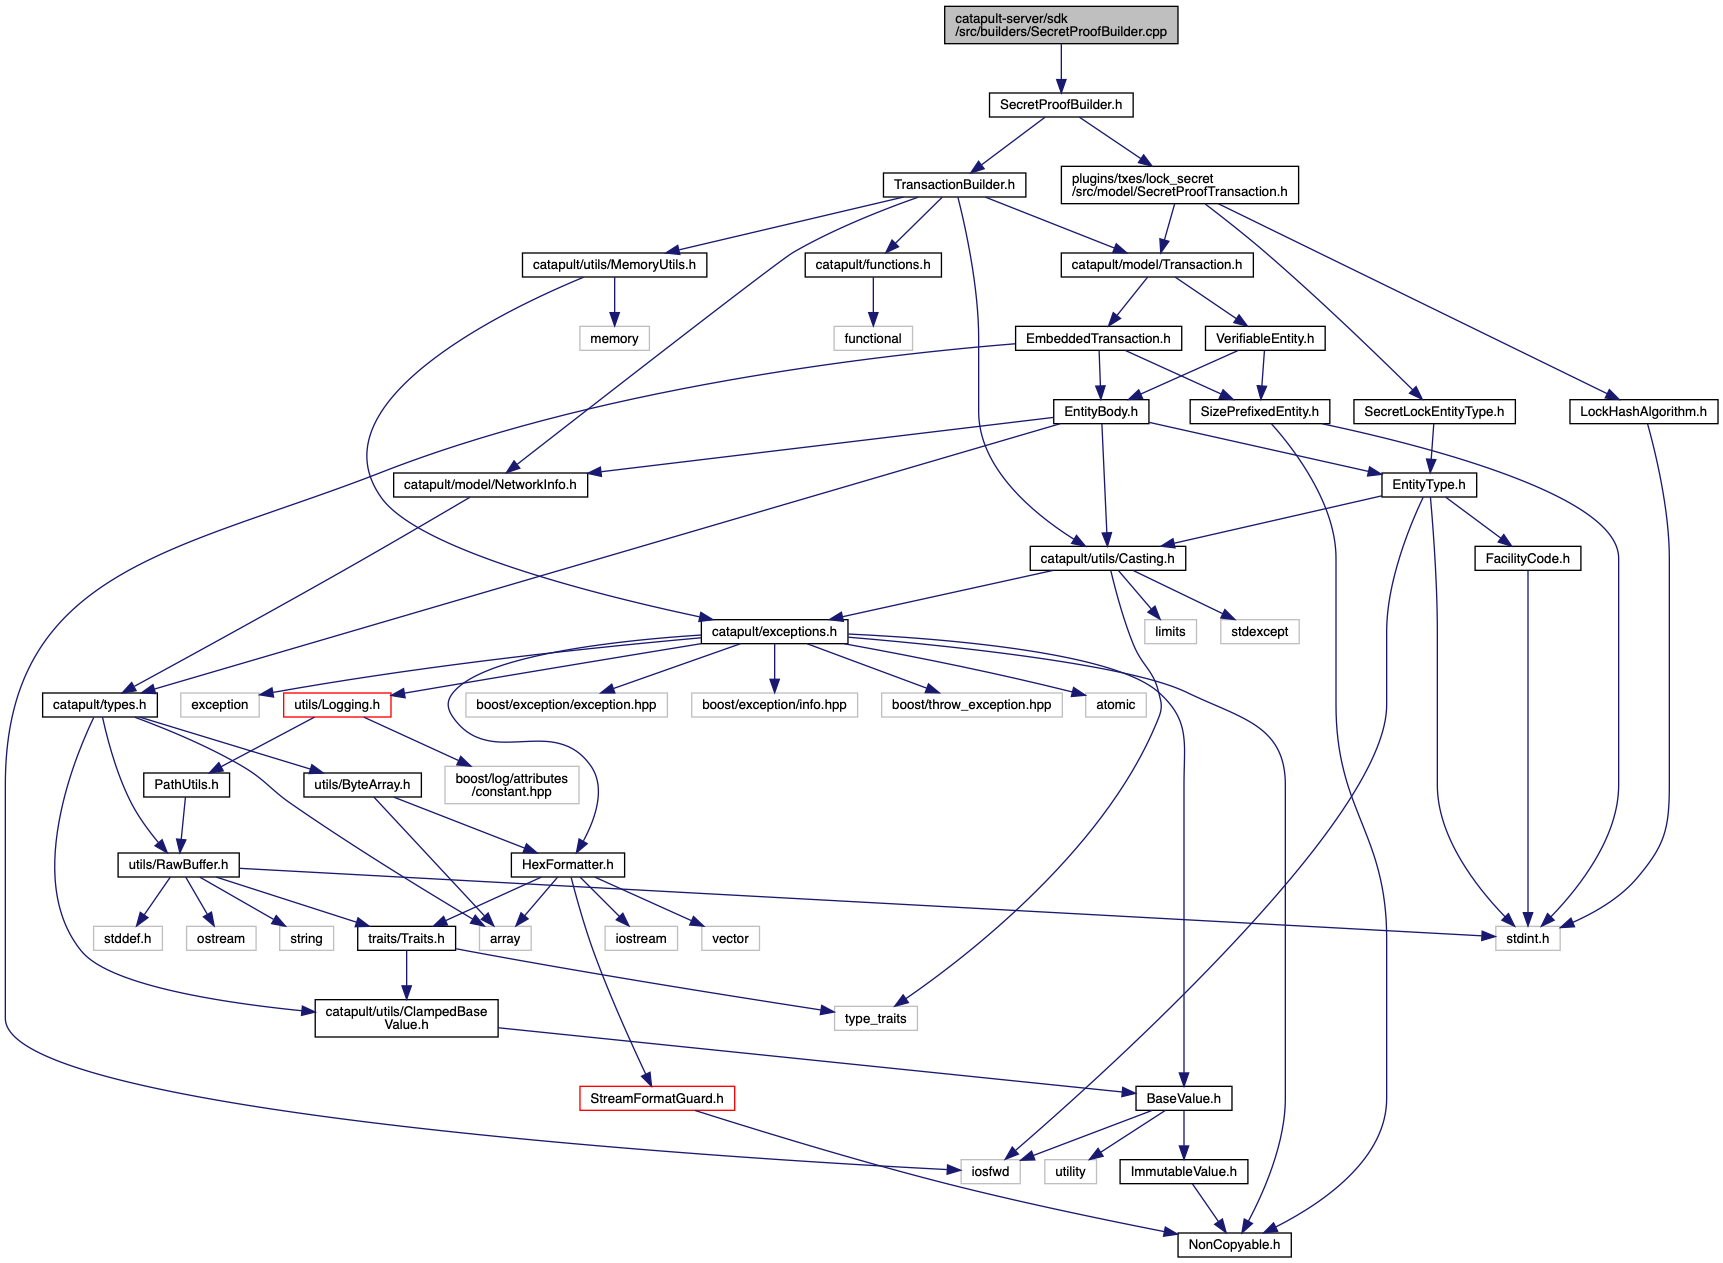 catapult-server/sdk
/src/builders/SecretProofBuilder.cpp
SecretProofBuilder.h
TransactionBuilder.h
plugins/txes/lock_secret
/src/model/SecretProofTransaction.h
catapult/utils/MemoryUtils.h
catapult/functions.h
catapult/model/Transaction.h
memory
functional
EmbeddedTransaction.h
VerifiableEntity.h
EntityBody.h
SizePrefixedEntity.h
SecretLockEntityType.h
LockHashAlgorithm.h
catapult/model/NetworkInfo.h
EntityType.h
catapult/utils/Casting.h
FacilityCode.h
catapult/exceptions.h
limits
stdexcept
catapult/types.h
exception
utils/Logging.h
boost/exception/exception.hpp
boost/exception/info.hpp
boost/throw_exception.hpp
atomic
PathUtils.h
utils/ByteArray.h
boost/log/attributes
/constant.hpp
utils/RawBuffer.h
HexFormatter.h
stddef.h
ostream
string
traits/Traits.h
array
iostream
vector
stdint.h
catapult/utils/ClampedBase
Value.h
type_traits
StreamFormatGuard.h
BaseValue.h
iosfwd
utility
ImmutableValue.h
NonCopyable.h